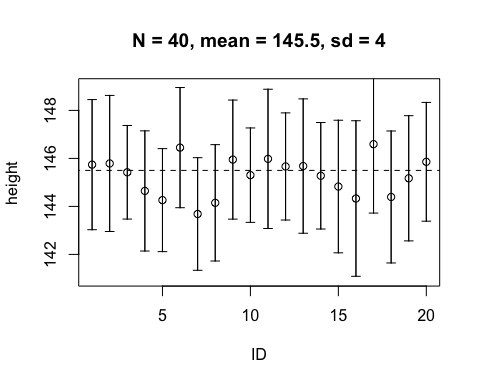 N = 40, mean = 145.5, sd = 4
height
148
146
144
142
5 10 15 20
ID